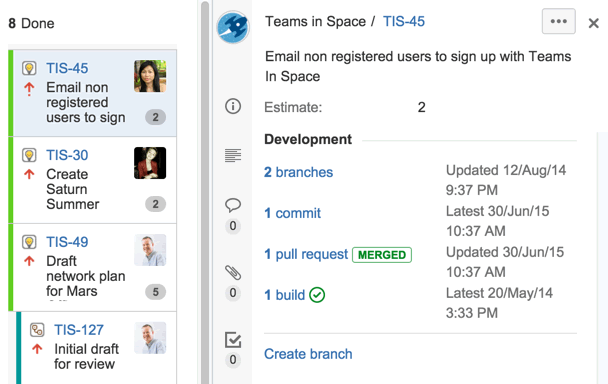 8 Done
TIS-45
Email non
registered
users to sign
2
TIS-30
Create
Saturn
Summer
2
TIS-49
Draft
network plan
for Mars
5
TIS-127
Initial draft
for review
Teams in Space / TIS-45
Email non registered users to sign up with Teams
In Space
Estimate: 2
Development
2 branches Updated 12/Aug/14
9:37 PM
1 commit Latest 30/Jun/15
10:37 AM
1 pull request MERGED Updated 30/Jun/15
10:37 AM
1 build Latest 20/May/14
3:33 PM
Create branch
0
0
0